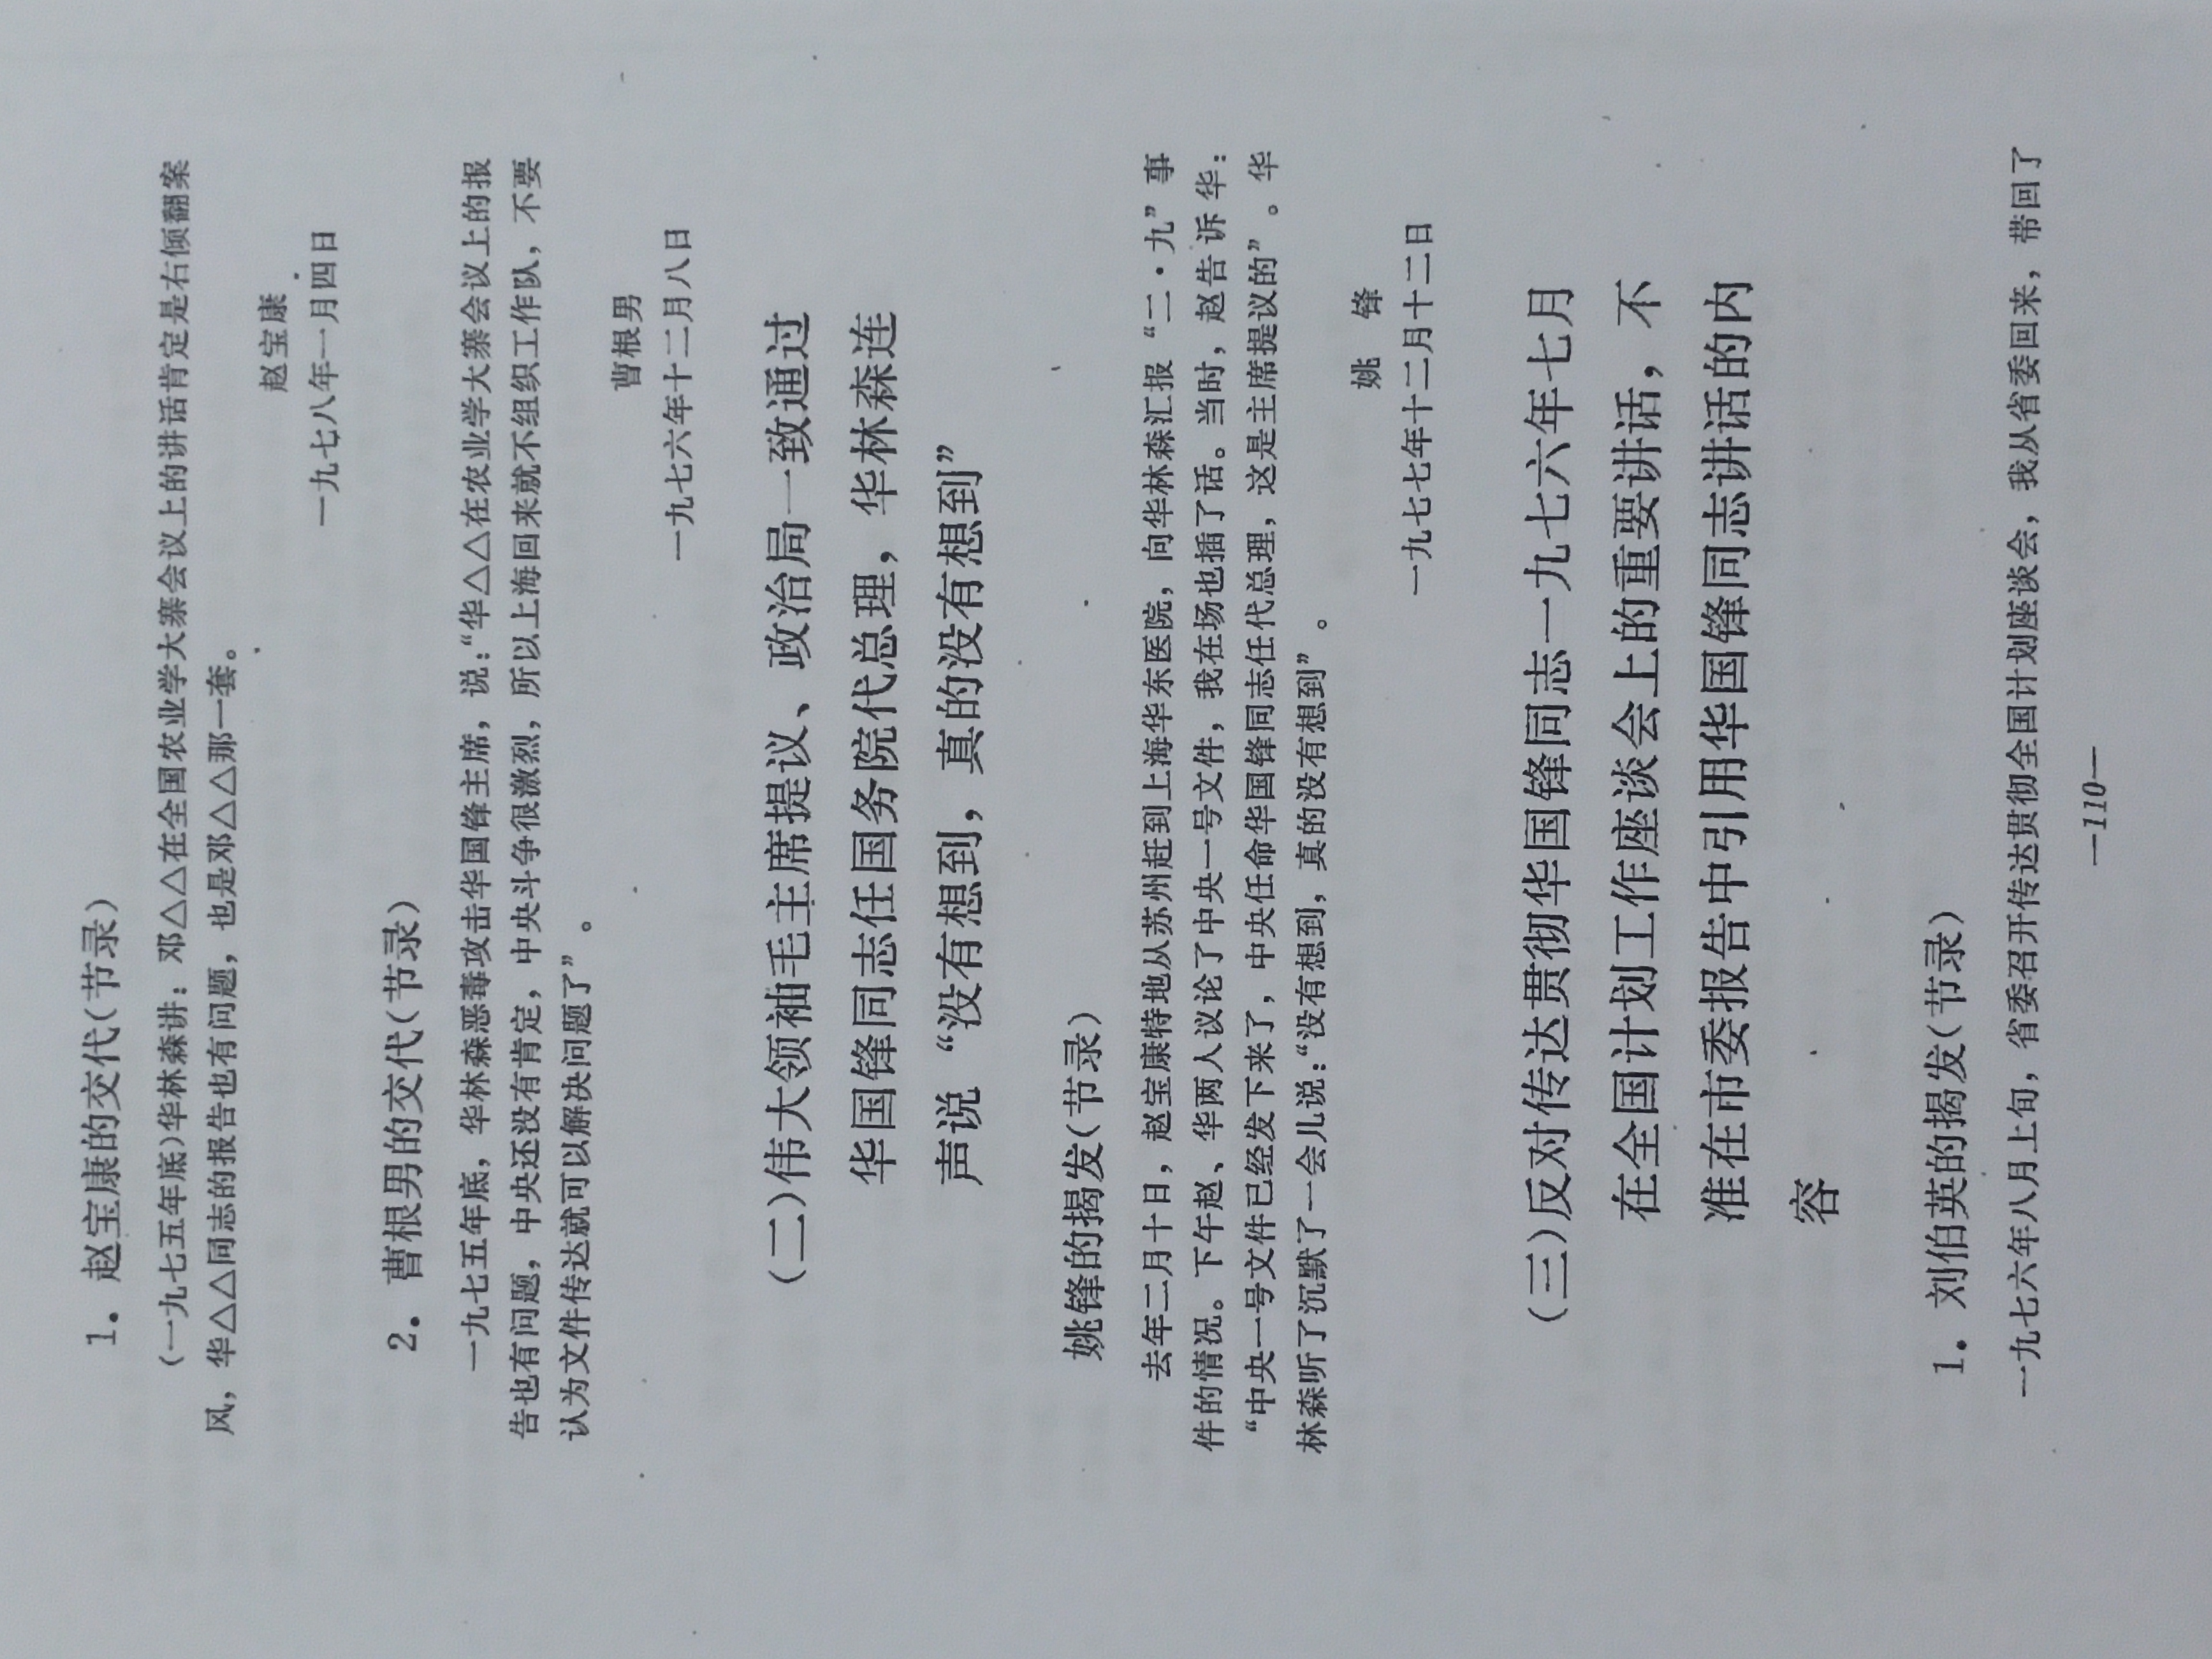 1．赵宝康的交代（节录）
（一九七五年底）华林森讲：邓△△在全国农业学大寨会议上的讲话肯定是右倾翻案
风，华△△同志的报告也有问题，也是邓△△那一套。
赵宝康
一九七八年一月四日
2．曹根男的交代（节录）
一九七五年底，华林森恶毒攻击华国锋主席，说：“华△△在农业学大寨会议上的报
告也有问题，中央还没有肯定，中央斗争很激烈，所以上海回来就不组织工作队，不要
认为文件传达就可以解决问题了”。
曹根男
一九七六年十二月八日
（二）伟大领袖毛主席提议、政治局一致通过
华国锋同志任国务院代总理，华林森连
声说“没有想到，真的没有想到”
姚锋的揭发（节录）
去年二月十日，赵宝康特地从苏州赶到上海华东医院，向华林森汇报“二·九”事
件的情况。下午赵、华两人议论了中央一号文件，我在场也插了话。当时，赵告诉华：
“中央一号文件已经发下来了，中央任命华国锋同志任代总理，这是主席提议的”。华
林森听了沉默了一会儿说：“没有想到，真的没有想到”。
姚　锋
一九七七年十二月十二日
（三）反对传达贯彻华国锋同志一九七六年七月
在全国计划工作座谈会上的重要讲话，不
准在市委报告中引用华国锋同志讲话的内
容
1．刘伯英的揭发（节录）
一九七六年八月上旬，省委召开传达贯彻全国计划座谈会，我从省委回来，带回了
—110—